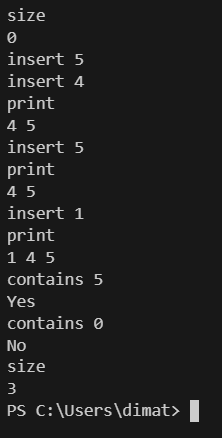 size
0
insert 5
insert 4
print
4 5
insert 5
print
4 5
insert 1
print
1 4 5
contains 5
Yes
contains 0
No
size
3
PS C:\Users\dimat>